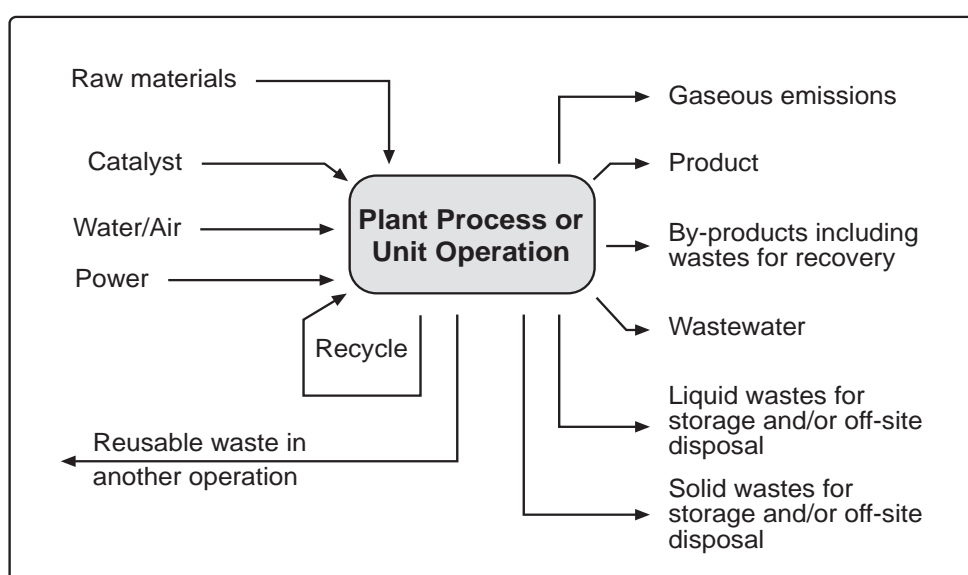 Raw materials
Catalyst
Water/Air
Power
Plant Process or
Unit Operation
Recycle
Reusable waste in
another operation
Gaseous emissions
Product
By-products including
wastes for recovery
Wastewater
Liquid wastes for
storage and/or off-site
disposal
Solid wastes for
storage and/or off-site
disposal